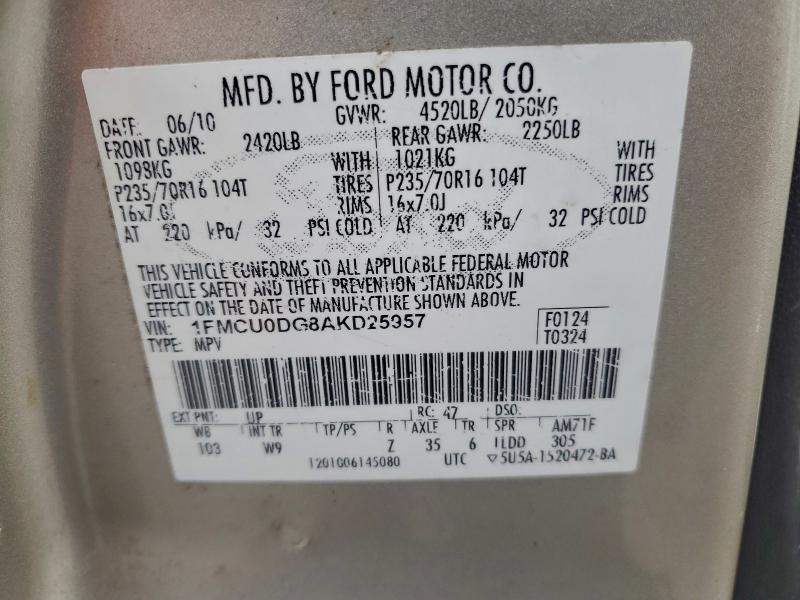 MFD. BY FORD MOTOR CO.
DATE: 06/10 GVWR: 4520LB/ 2050KG
FRONT GAWR: 2420LB REAR GAWR: 2250LB
1098KG WITH 1021KG WITH
P235/70R16 104T TIRES P235/70R16 104T TIRES
16x7.0J RIMS 16x7.0J RIMS
AT 220 kPa/ 32 PSI COLD AT 220 kPa/ 32 PSI COLD
THIS VEHICLE CONFORMS TO ALL APPLICABLE FEDERAL MOTOR
VEHICLE SAFETY AND THEFT PREVENTION STANDARDS IN
EFFECT ON THE DATE OF MANUFACTURE SHOWN ABOVE.
VIN: 1FMCU0DG8AKD25957 F0124
TYPE: MPV T0324
EXT PNT: UP RC: 47 DSO:
WB INT TR TP/PS R AXLE TR SPR AM71F
103 W9 Z 35 6 ILDD 305
1201006145080 UTC ▽5U5A-1520472-BA